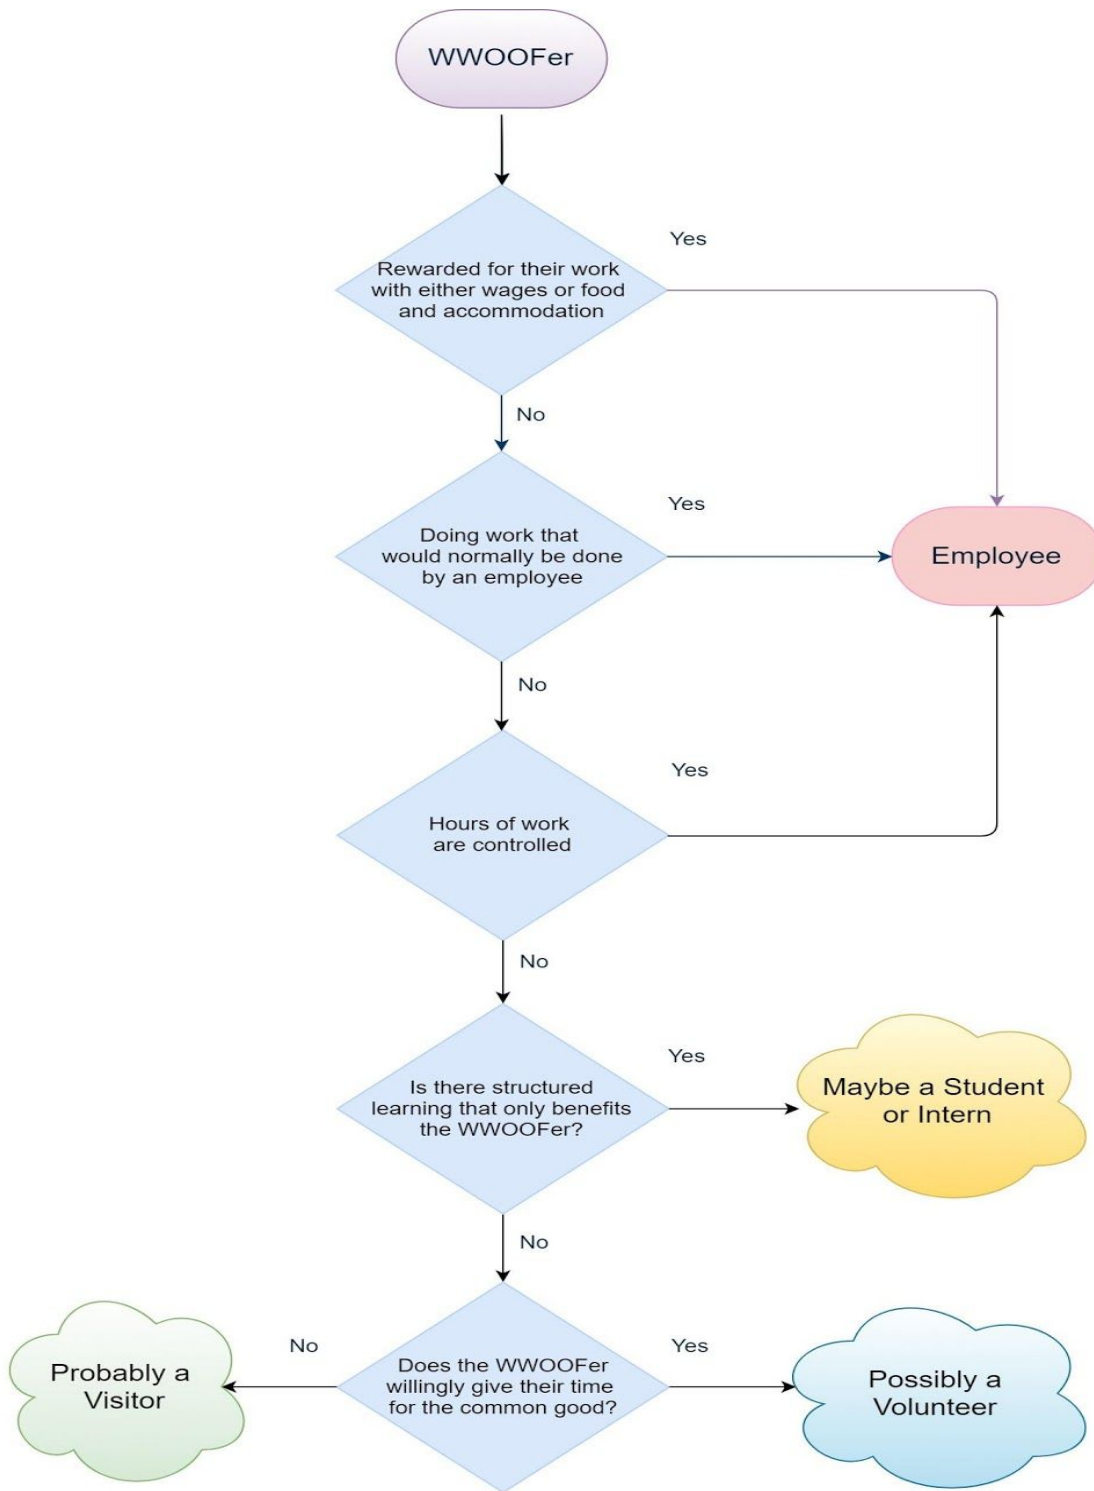 WWOOFer
Yes
Rewarded for their work
with either wages or food
and accommodation
No
Yes
Doing work that
would normally be done
by an employee
Employee
No
Yes
Hours of work
are controlled
No
Yes
Is there structured
learning that only benefits
the WWOOFer?
Maybe a Student
or Intern
No
No
Yes
Probably a
Visitor
Does the WWOOFer
willingly give their time
for the common good?
Possibly a
Volunteer